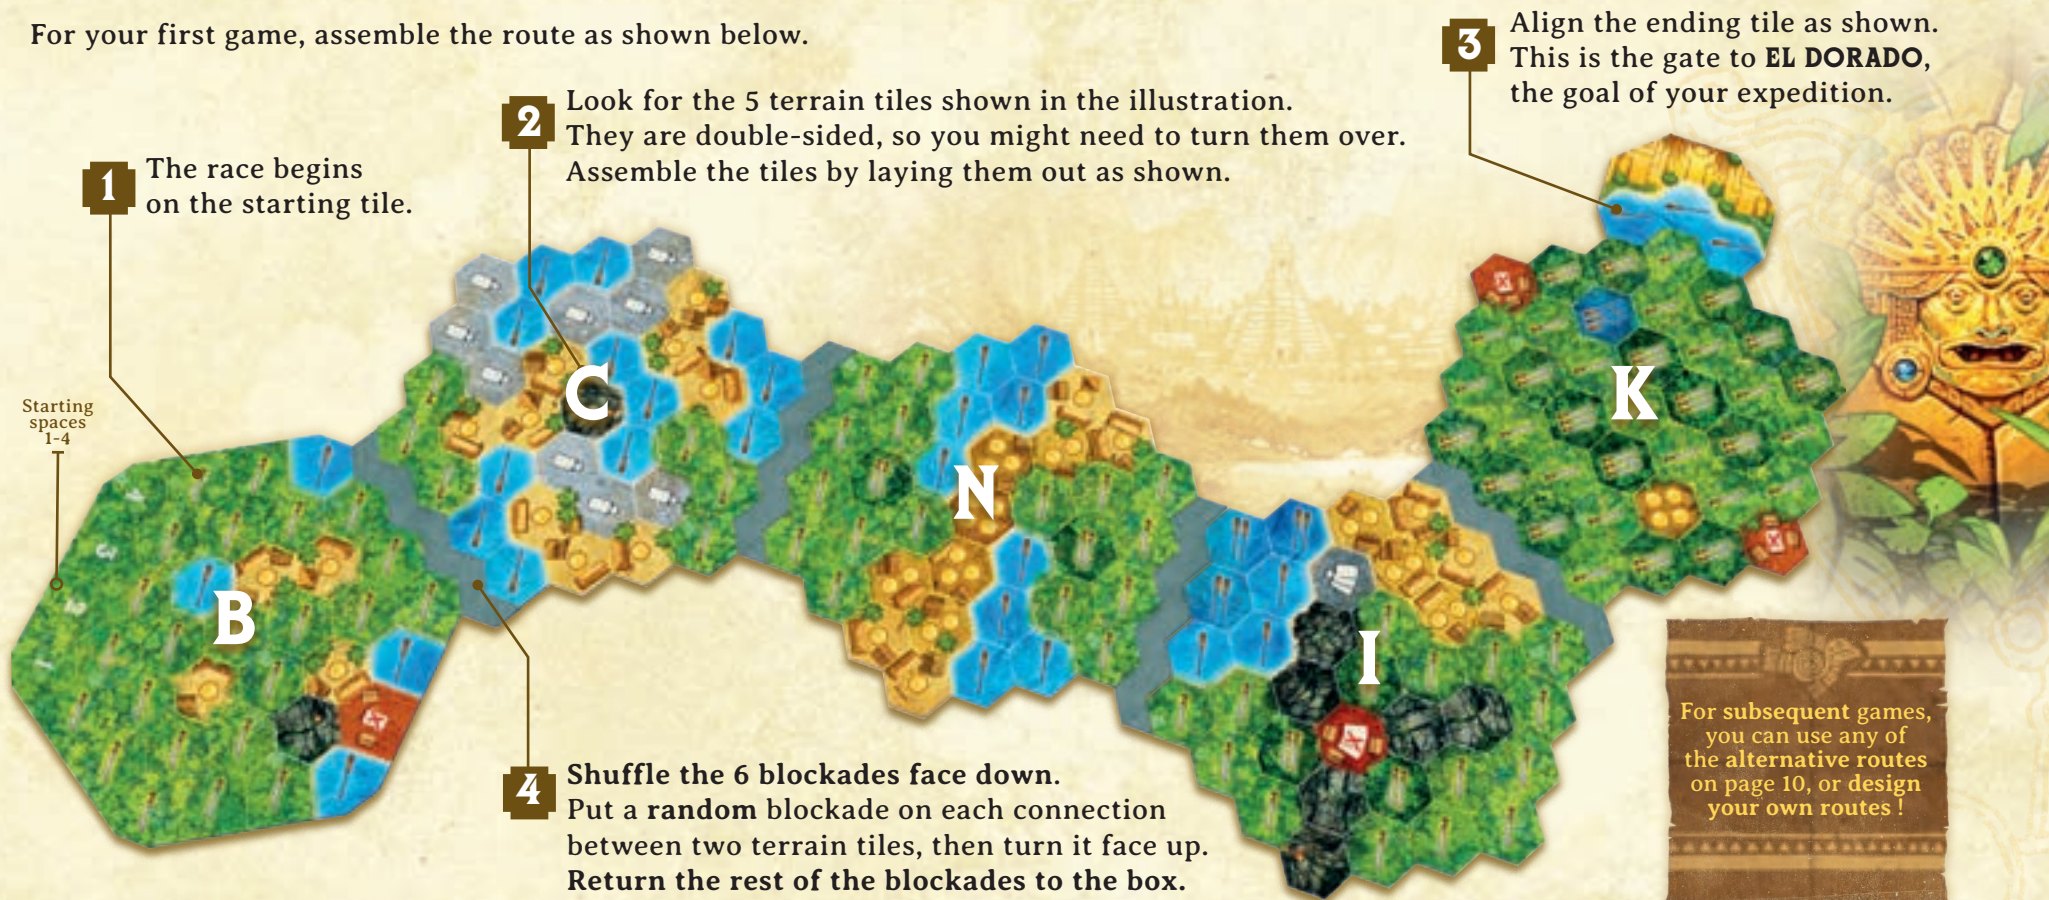 For your first game, assemble the route as shown below.
1
The race begins
on the starting tile.
2
Look for the 5 terrain tiles shown in the illustration.
They are double-sided, so you might need to turn them over.
Assemble the tiles by laying them out as shown.
3
Align the ending tile as shown.
This is the gate to EL DORADO,
the goal of your expedition.
Starting
spaces
1-4
B
C
N
I
K
4
Shuffle the 6 blockades face down.
Put a random blockade on each connection
between two terrain tiles, then turn it face up.
Return the rest of the blockades to the box.
For subsequent games,
you can use any of
the alternative routes
on page 10, or design
your own routes !